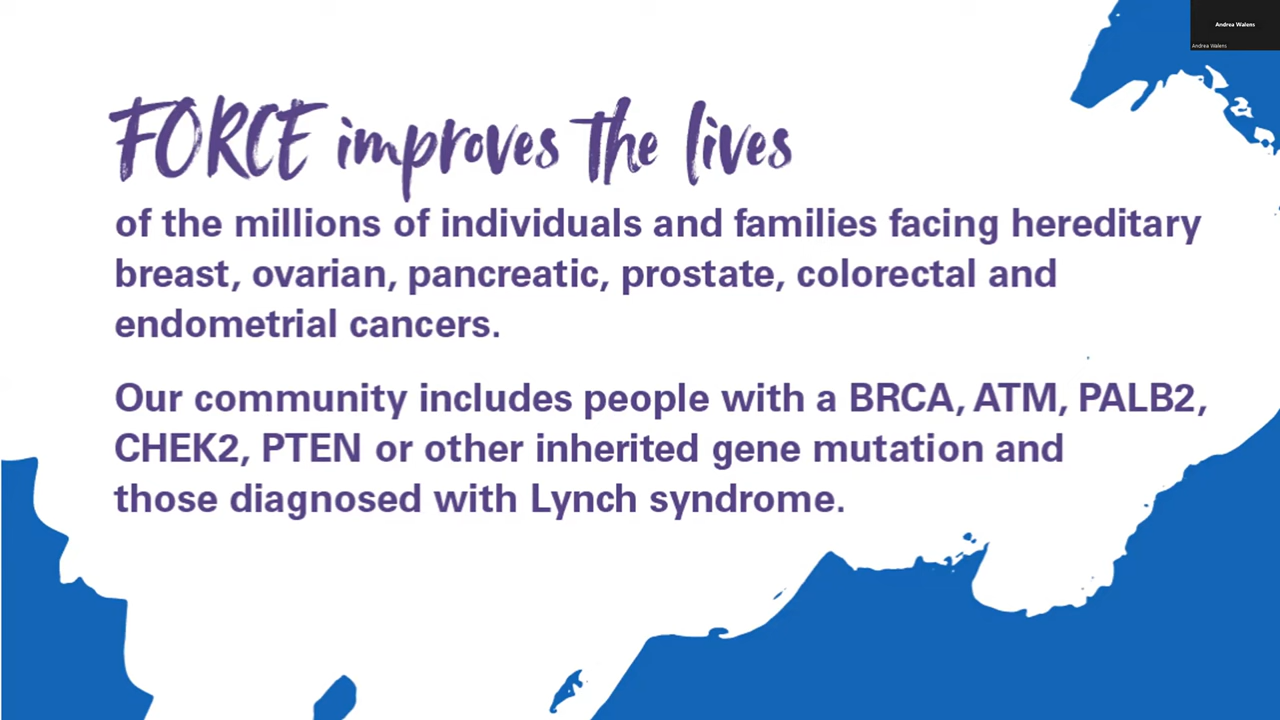 Andrea Walens
Andrea Walens
FORCE improves the lives
of the millions of individuals and families facing hereditary
breast, ovarian, pancreatic, prostate, colorectal and
endometrial cancers.
Our community includes people with a BRCA, ATM, PALB2,
CHEK2, PTEN or other inherited gene mutation and
those diagnosed with Lynch syndrome.